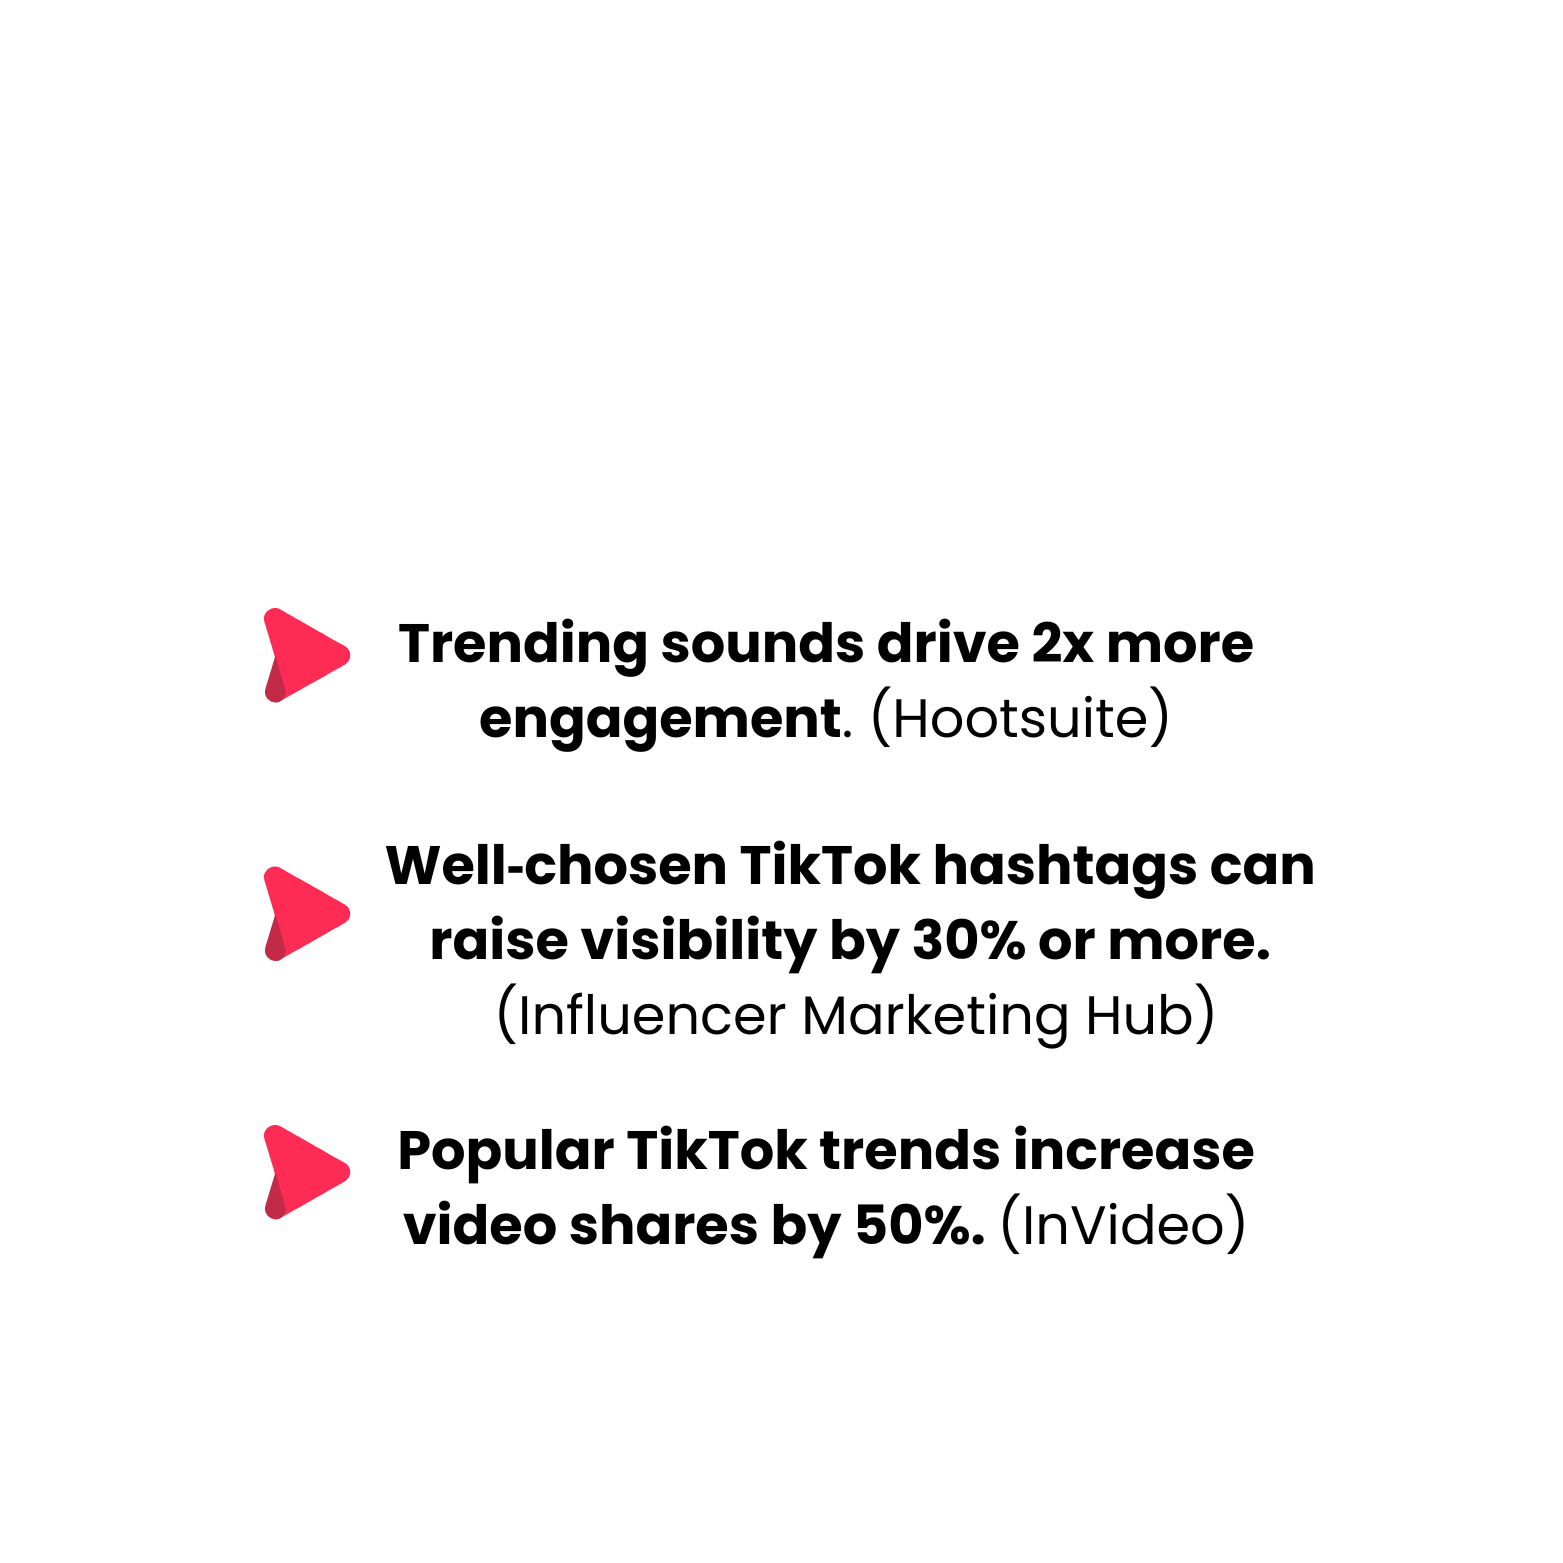 Trending sounds drive 2x more
engagement. (Hootsuite)
Well-chosen TikTok hashtags can
raise visibility by 30% or more.
(Influencer Marketing Hub)
Popular TikTok trends increase
video shares by 50%. (InVideo)